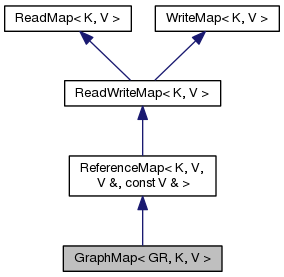 ReadMap< K, V >
WriteMap< K, V >
ReadWriteMap< K, V >
ReferenceMap< K, V,
V &, const V & >
GraphMap< GR, K, V >